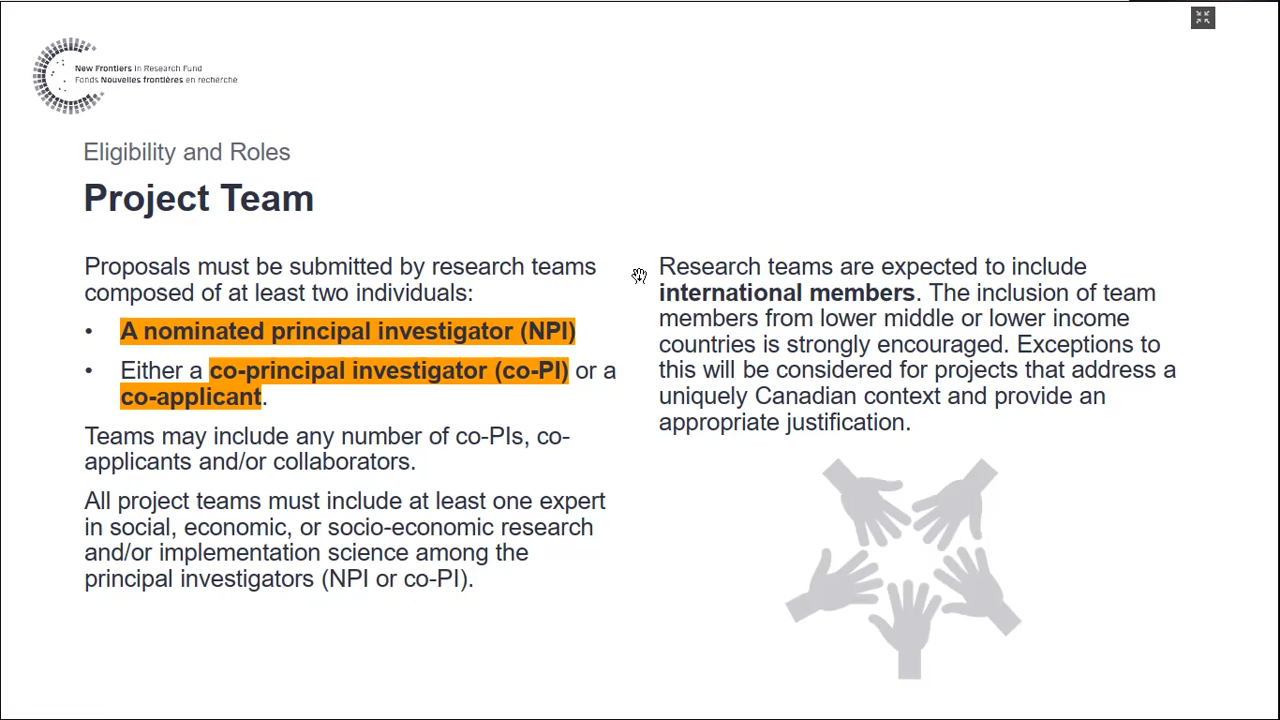 New Frontiers in Research Fund
Fonds Nouvelles frontières en recherche
Eligibility and Roles
Project Team
Proposals must be submitted by research teams
composed of at least two individuals:
• A nominated principal investigator (NPI)
• Either a co-principal investigator (co-PI) or a
co-applicant.
Teams may include any number of co-PIs, co-
applicants and/or collaborators.
All project teams must include at least one expert
in social, economic, or socio-economic research
and/or implementation science among the
principal investigators (NPI or co-PI).
Research teams are expected to include
international members. The inclusion of team
members from lower middle or lower income
countries is strongly encouraged. Exceptions to
this will be considered for projects that address a
uniquely Canadian context and provide an
appropriate justification.